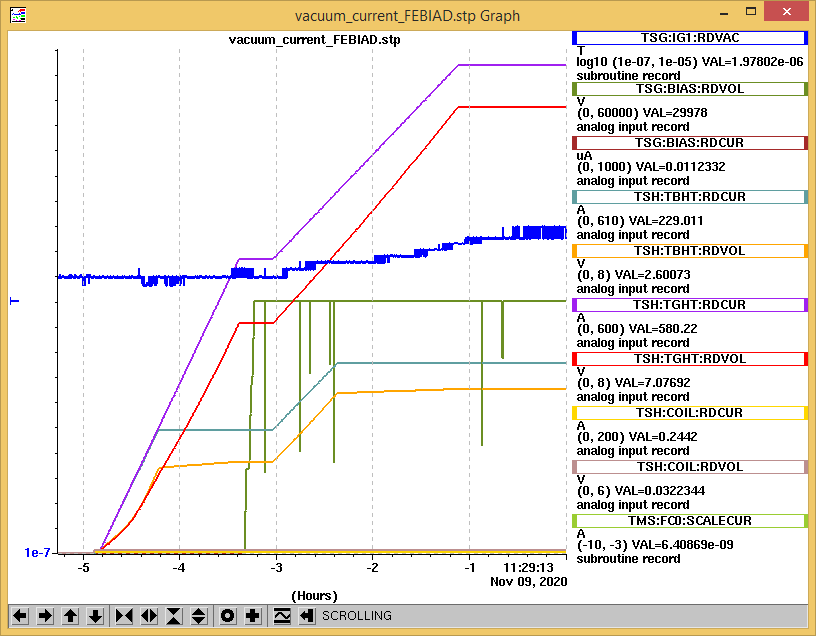 vacuum_current_FEBIAD.stp Graph
vacuum_current_FEBIAD.stp
T
1e-7
-5
-4
-3
-2
-1
11:29:13
Nov 09, 2020
(Hours)
TSG:IG1:RDVAC
T
log10 (1e-07, 1e-05) VAL=1.97802e-06
subroutine record
TSG:BIAS:RDVOL
V
(0, 60000) VAL=29978
analog input record
TSG:BIAS:RDCUR
uA
(0, 1000) VAL=0.0112332
analog input record
TSH:TBHT:RDCUR
A
(0, 610) VAL=229.011
analog input record
TSH:TBHT:RDVOL
V
(0, 8) VAL=2.60073
analog input record
TSH:TGHT:RDCUR
A
(0, 600) VAL=580.22
analog input record
TSH:TGHT:RDVOL
V
(0, 8) VAL=7.07692
analog input record
TSH:COIL:RDCUR
A
(0, 200) VAL=0.2442
analog input record
TSH:COIL:RDVOL
V
(0, 6) VAL=0.0322344
analog input record
TMS:FC0:SCALECUR
A
(-10, -3) VAL=6.40869e-09
subroutine record
SCROLLING